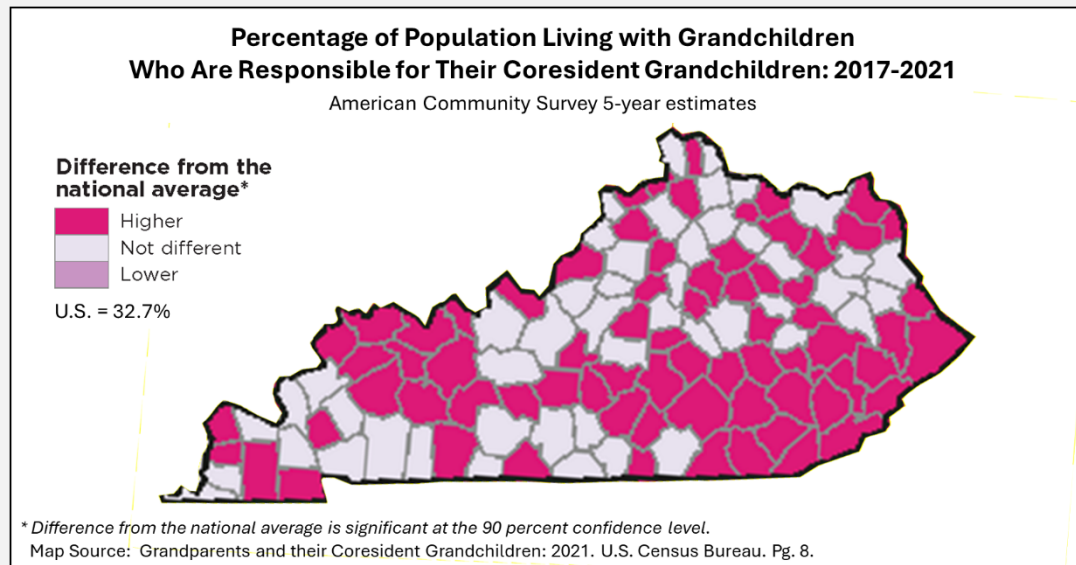 Percentage of Population Living with Grandchildren
Who Are Responsible for Their Coresident Grandchildren: 2017-2021
American Community Survey 5-year estimates
Difference from the
national average*
Higher
Not different
Lower
U.S. = 32.7%
* Difference from the national average is significant at the 90 percent confidence level.
Map Source: Grandparents and their Coresident Grandchildren: 2021. U.S. Census Bureau. Pg. 8.